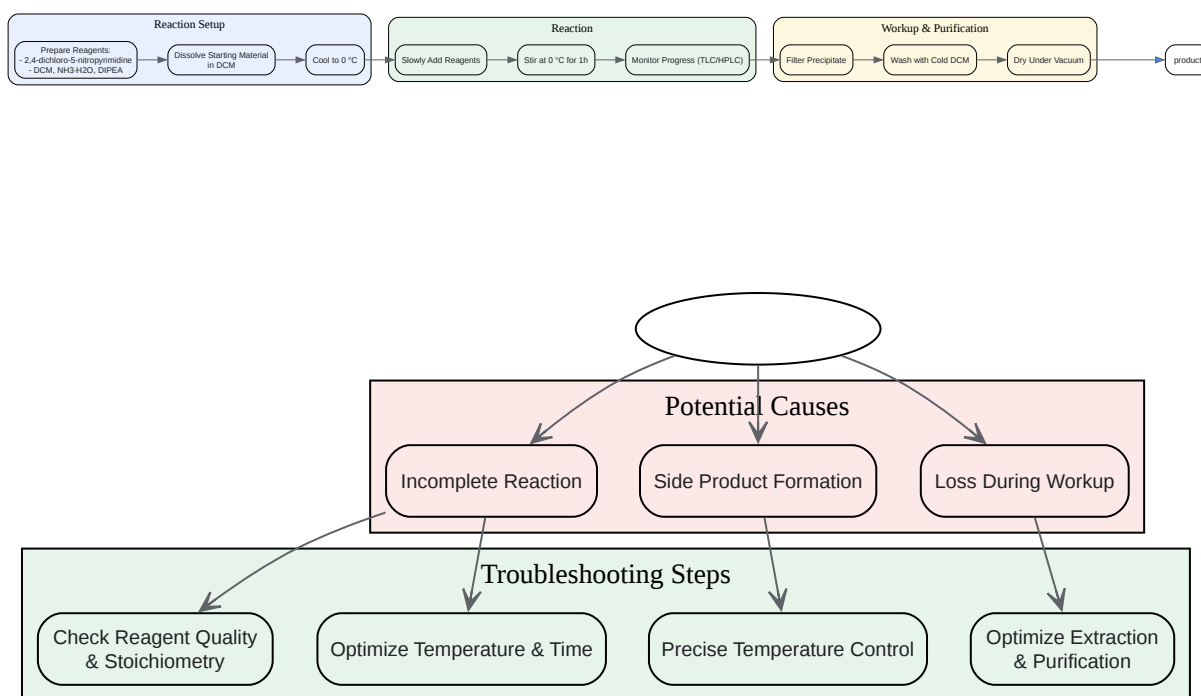 Reaction Setup
Prepare Reagents:
- 2,4-dichloro-5-nitropyrimidine
- DCM, NH3·H2O, DIPEA
Dissolve Starting Material
in DCM
Cool to 0 °C
Reaction
Slowly Add Reagents
Stir at 0 °C for 1h
Monitor Progress (TLC/HPLC)
Workup & Purification
Filter Precipitate
Wash with Cold DCM
Dry Under Vacuum
product
Potential Causes
Incomplete Reaction
Side Product Formation
Loss During Workup
Troubleshooting Steps
Check Reagent Quality
& Stoichiometry
Optimize Temperature & Time
Precise Temperature Control
Optimize Extraction
& Purification